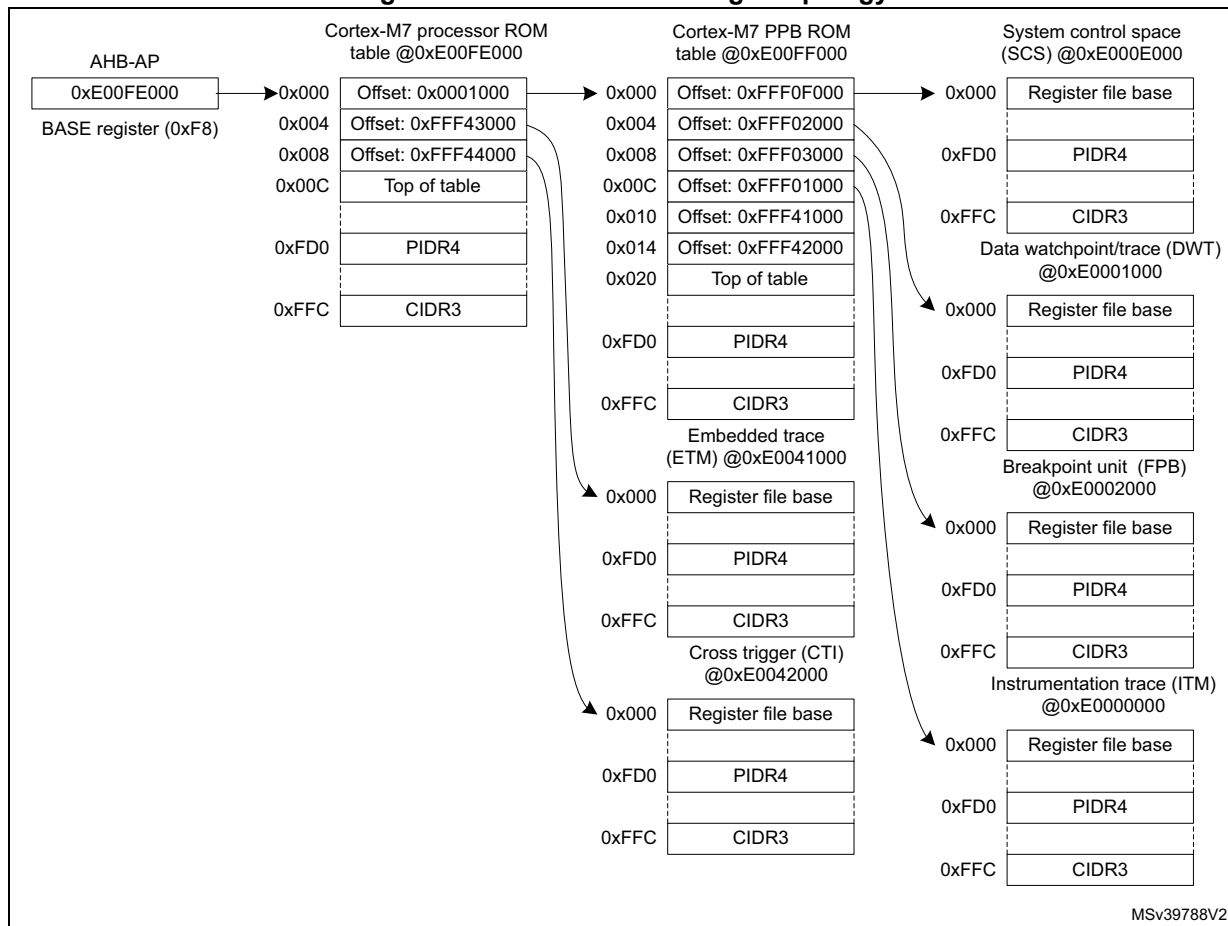 AHB-AP
0xE00FE000
BASE register (0xF8)
Cortex-M7 processor ROM
table @0xE00FE000
0x000 Offset: 0x0001000
0x004 Offset: 0xFFF43000
0x008 Offset: 0xFFF44000
0x00C Top of table
0xFD0 PIDR4
0xFFC CIDR3
Cortex-M7 PPB ROM
table @0xE00FF000
0x000 Offset: 0xFFF0F000
0x004 Offset: 0xFFF02000
0x008 Offset: 0xFFF03000
0x00C Offset: 0xFFF01000
0x010 Offset: 0xFFF41000
0x014 Offset: 0xFFF42000
0x020 Top of table
0xFD0 PIDR4
0xFFC CIDR3
Embedded trace
(ETM) @0xE0041000
0x000 Register file base
0xFD0 PIDR4
0xFFC CIDR3
Cross trigger (CTI)
@0xE0042000
0x000 Register file base
0xFD0 PIDR4
0xFFC CIDR3
System control space
(SCS) @0xE000E000
0x000 Register file base
0xFD0 PIDR4
0xFFC CIDR3
Data watchpoint/trace (DWT)
@0xE0001000
0x000 Register file base
0xFD0 PIDR4
0xFFC CIDR3
Breakpoint unit (FPB)
@0xE0002000
0x000 Register file base
0xFD0 PIDR4
0xFFC CIDR3
Instrumentation trace (ITM)
@0xE0000000
0x000 Register file base
0xFD0 PIDR4
0xFFC CIDR3
MSv39788V2